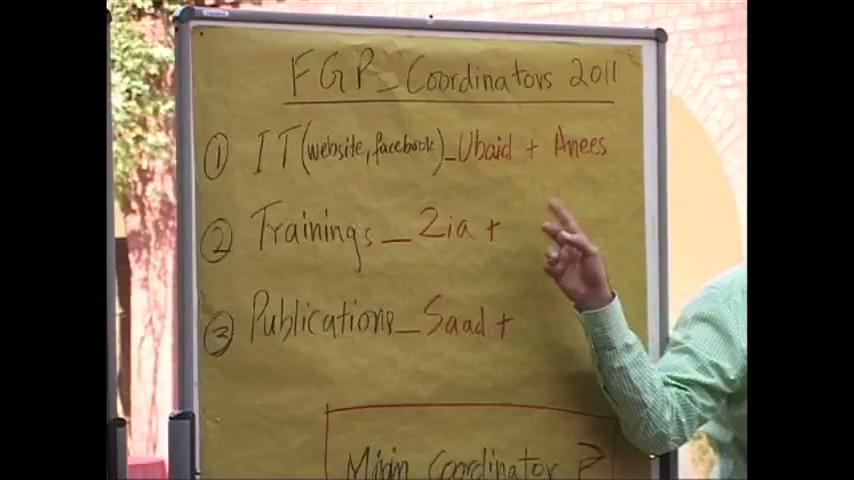 FGP_Coordinators 2011
① IT (website, facebook)_Ubaid + Anees
② Trainings_Zia +
③ Publications_Saad +
Main Coordinator ?